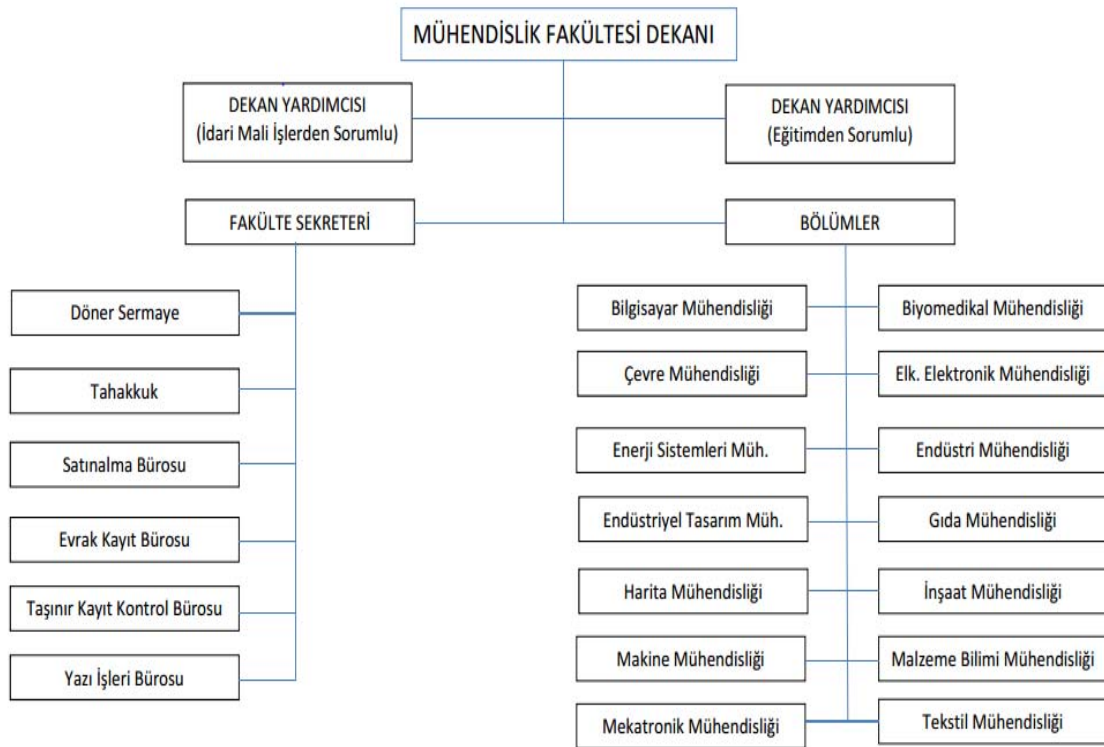 MÜHENDİSLİK FAKÜLTESİ DEKANI
DEKAN YARDIMCISI
(İdari Mali İşlerden Sorumlu)
DEKAN YARDIMCISI
(Eğitimden Sorumlu)
FAKÜLTE SEKRETERİ
BÖLÜMLER
Döner Sermaye
Tahakkuk
Satınalma Bürosu
Evrak Kayıt Bürosu
Taşınır Kayıt Kontrol Bürosu
Yazı İşleri Bürosu
Bilgisayar Mühendisliği
Biyomedikal Mühendisliği
Çevre Mühendisliği
Elk. Elektronik Mühendisliği
Enerji Sistemleri Müh.
Endüstri Mühendisliği
Endüstriyel Tasarım Müh.
Gıda Mühendisliği
Harita Mühendisliği
İnşaat Mühendisliği
Makine Mühendisliği
Malzeme Bilimi Mühendisliği
Mekatronik Mühendisliği
Tekstil Mühendisliği